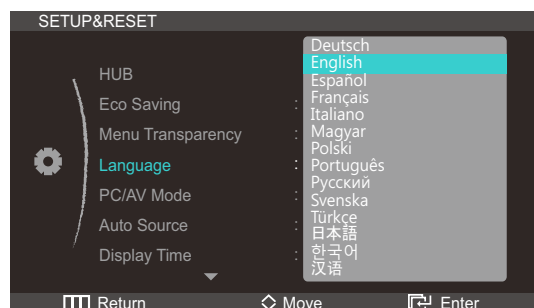 SETUP&RESET
HUB
Eco Saving :
Menu Transparency :
Language :
PC/AV Mode :
Auto Source :
Display Time :
Deutsch
English
Español
Français
Italiano
Magyar
Polski
Português
Русский
Svenska
Türkçe
日本語
한국어
汉语
Return Move Enter